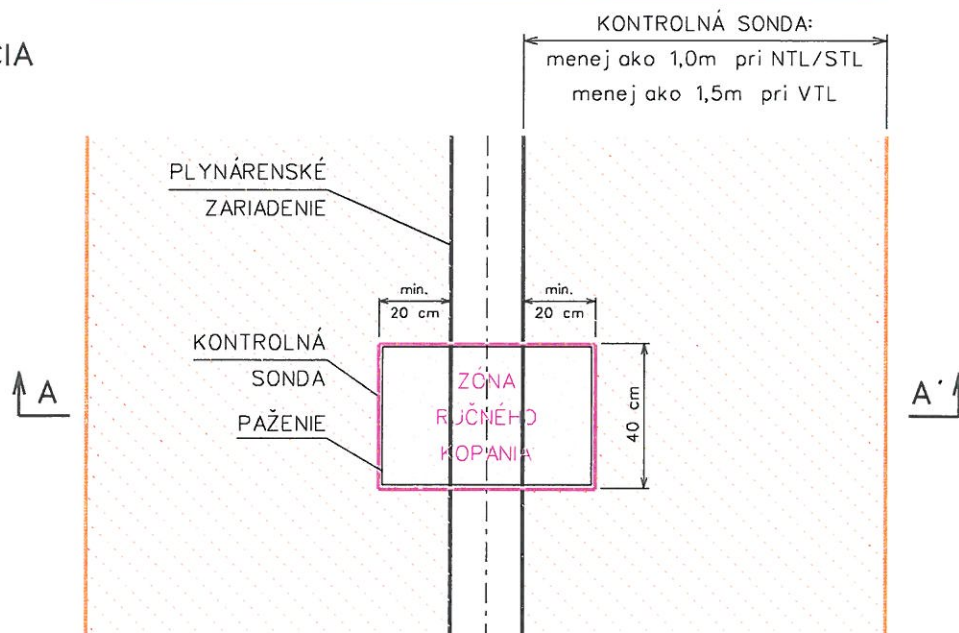 KONTROLNÁ SONDA:
menej ako 1,0m pri NTL/STL
menej ako 1,5m pri VTL
CIA
PLYNÁRENSKÉ
ZARIADENIE
min.
20 cm
min.
20 cm
KONTROLNÁ
SONDA
PAŽENIE
ZÓNA
RUČNÉHO
KOPANIA
40 cm
A
A'